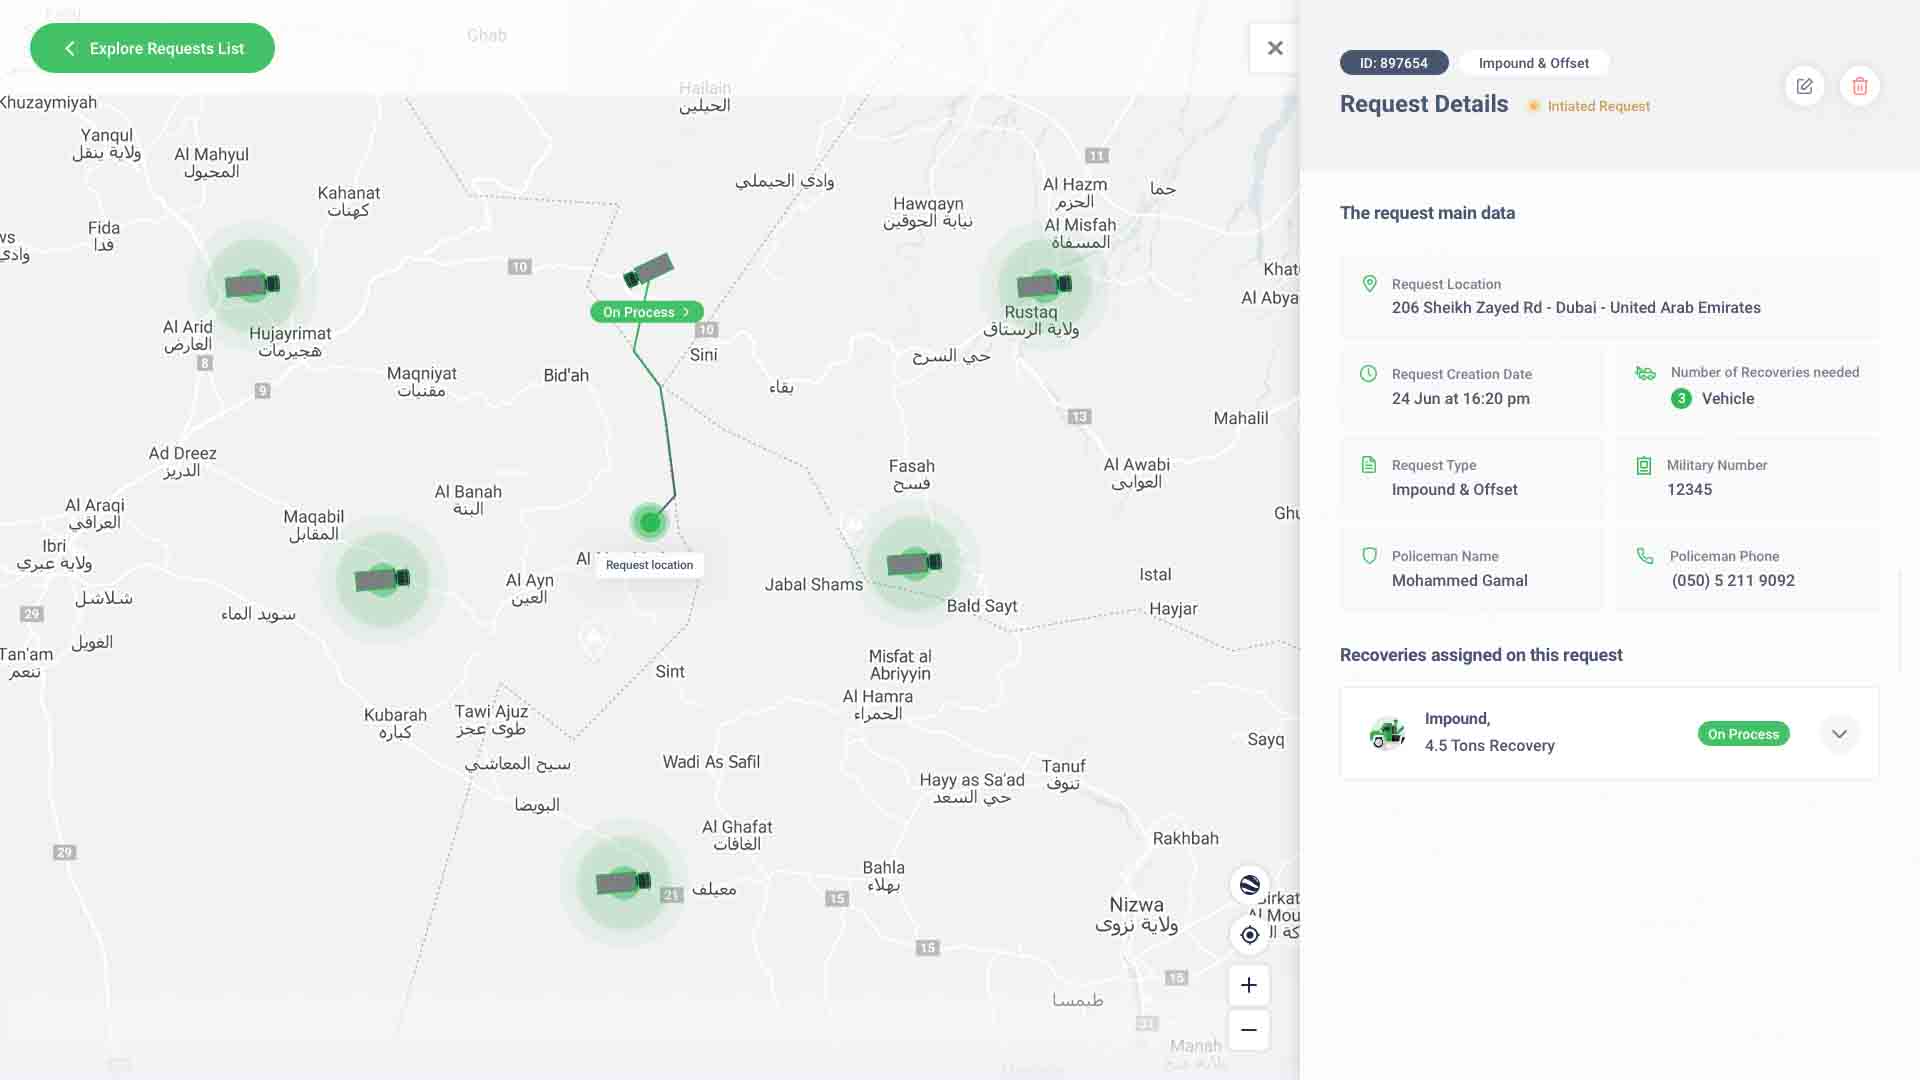 Explore Requests List
Ghab
Hailain
الحيلين
Khuzaymiyah
Yanqul
ولاية ينقل
Al Mahyul
المحيول
Kahanat
كهنات
Fida
فدا
وادي الحيملي
Hawqayn
نيابة الحوقين
11
Al Hazm
الحزم
حما
Al Misfah
المسفاة
10
On Process
10
Sini
Al Arid
العارض
Hujayrimat
هجيرمات
8
9
Maqniyat
مقنيات
Bid'ah
بقاء
حي السرح
Rustaq
ولاية الرستاق
Al Abya
13
Mahalil
Ad Dreez
الدريز
Al Araqi
العراقي
Ibri
ولاية عبري
Maqabil
المقابل
Al Banah
البنة
Fasah
فسح
Al Awabi
العوابى
Al
Request location
Al Ayn
العين
Jabal Shams
Bald Sayt
Istal
Hayjar
29
شلاشل
سويد الماء
الغويل
Tan'am
تنعم
Sint
Misfat al
Abriyyin
Al Hamra
الحمراء
Kubarah
كباره
Tawi Ajuz
طوى عجز
سيح المعاشي
البويضا
Wadi As Safil
Hayy as Sa'ad
حي السعد
Tanuf
تنوف
Sayq
29
Al Ghafat
الغافات
Rakhbah
Bahla
بهلاء
21
معيلف
15
Nizwa
ولاية نزوى
Birkat
Al Mou
15
15
طيمسا
31
Manah
ID: 897654
Impound & Offset
Request Details
Intiated Request
The request main data
Request Location
206 Sheikh Zayed Rd - Dubai - United Arab Emirates
Request Creation Date
24 Jun at 16:20 pm
Number of Recoveries needed
3 Vehicle
Request Type
Impound & Offset
Military Number
12345
Policeman Name
Mohammed Gamal
Policeman Phone
(050) 5 211 9092
Recoveries assigned on this request
Impound,
4.5 Tons Recovery
On Process